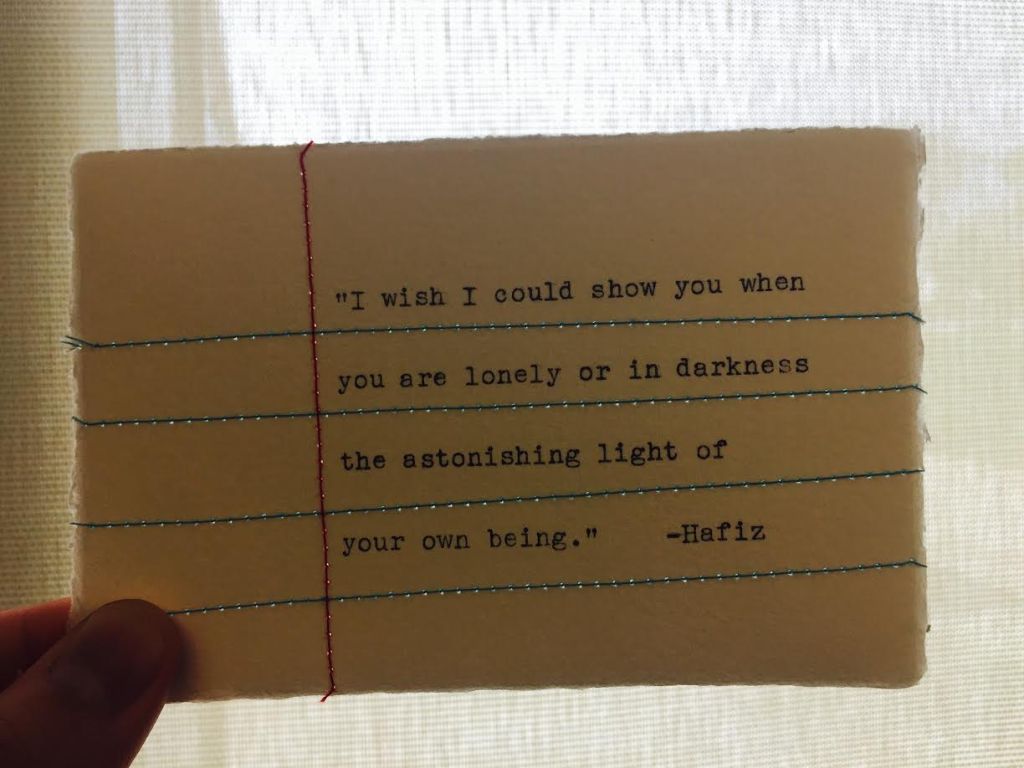 "I wish I could show you when
you are lonely or in darkness
the astonishing light of
your own being." -Hafiz